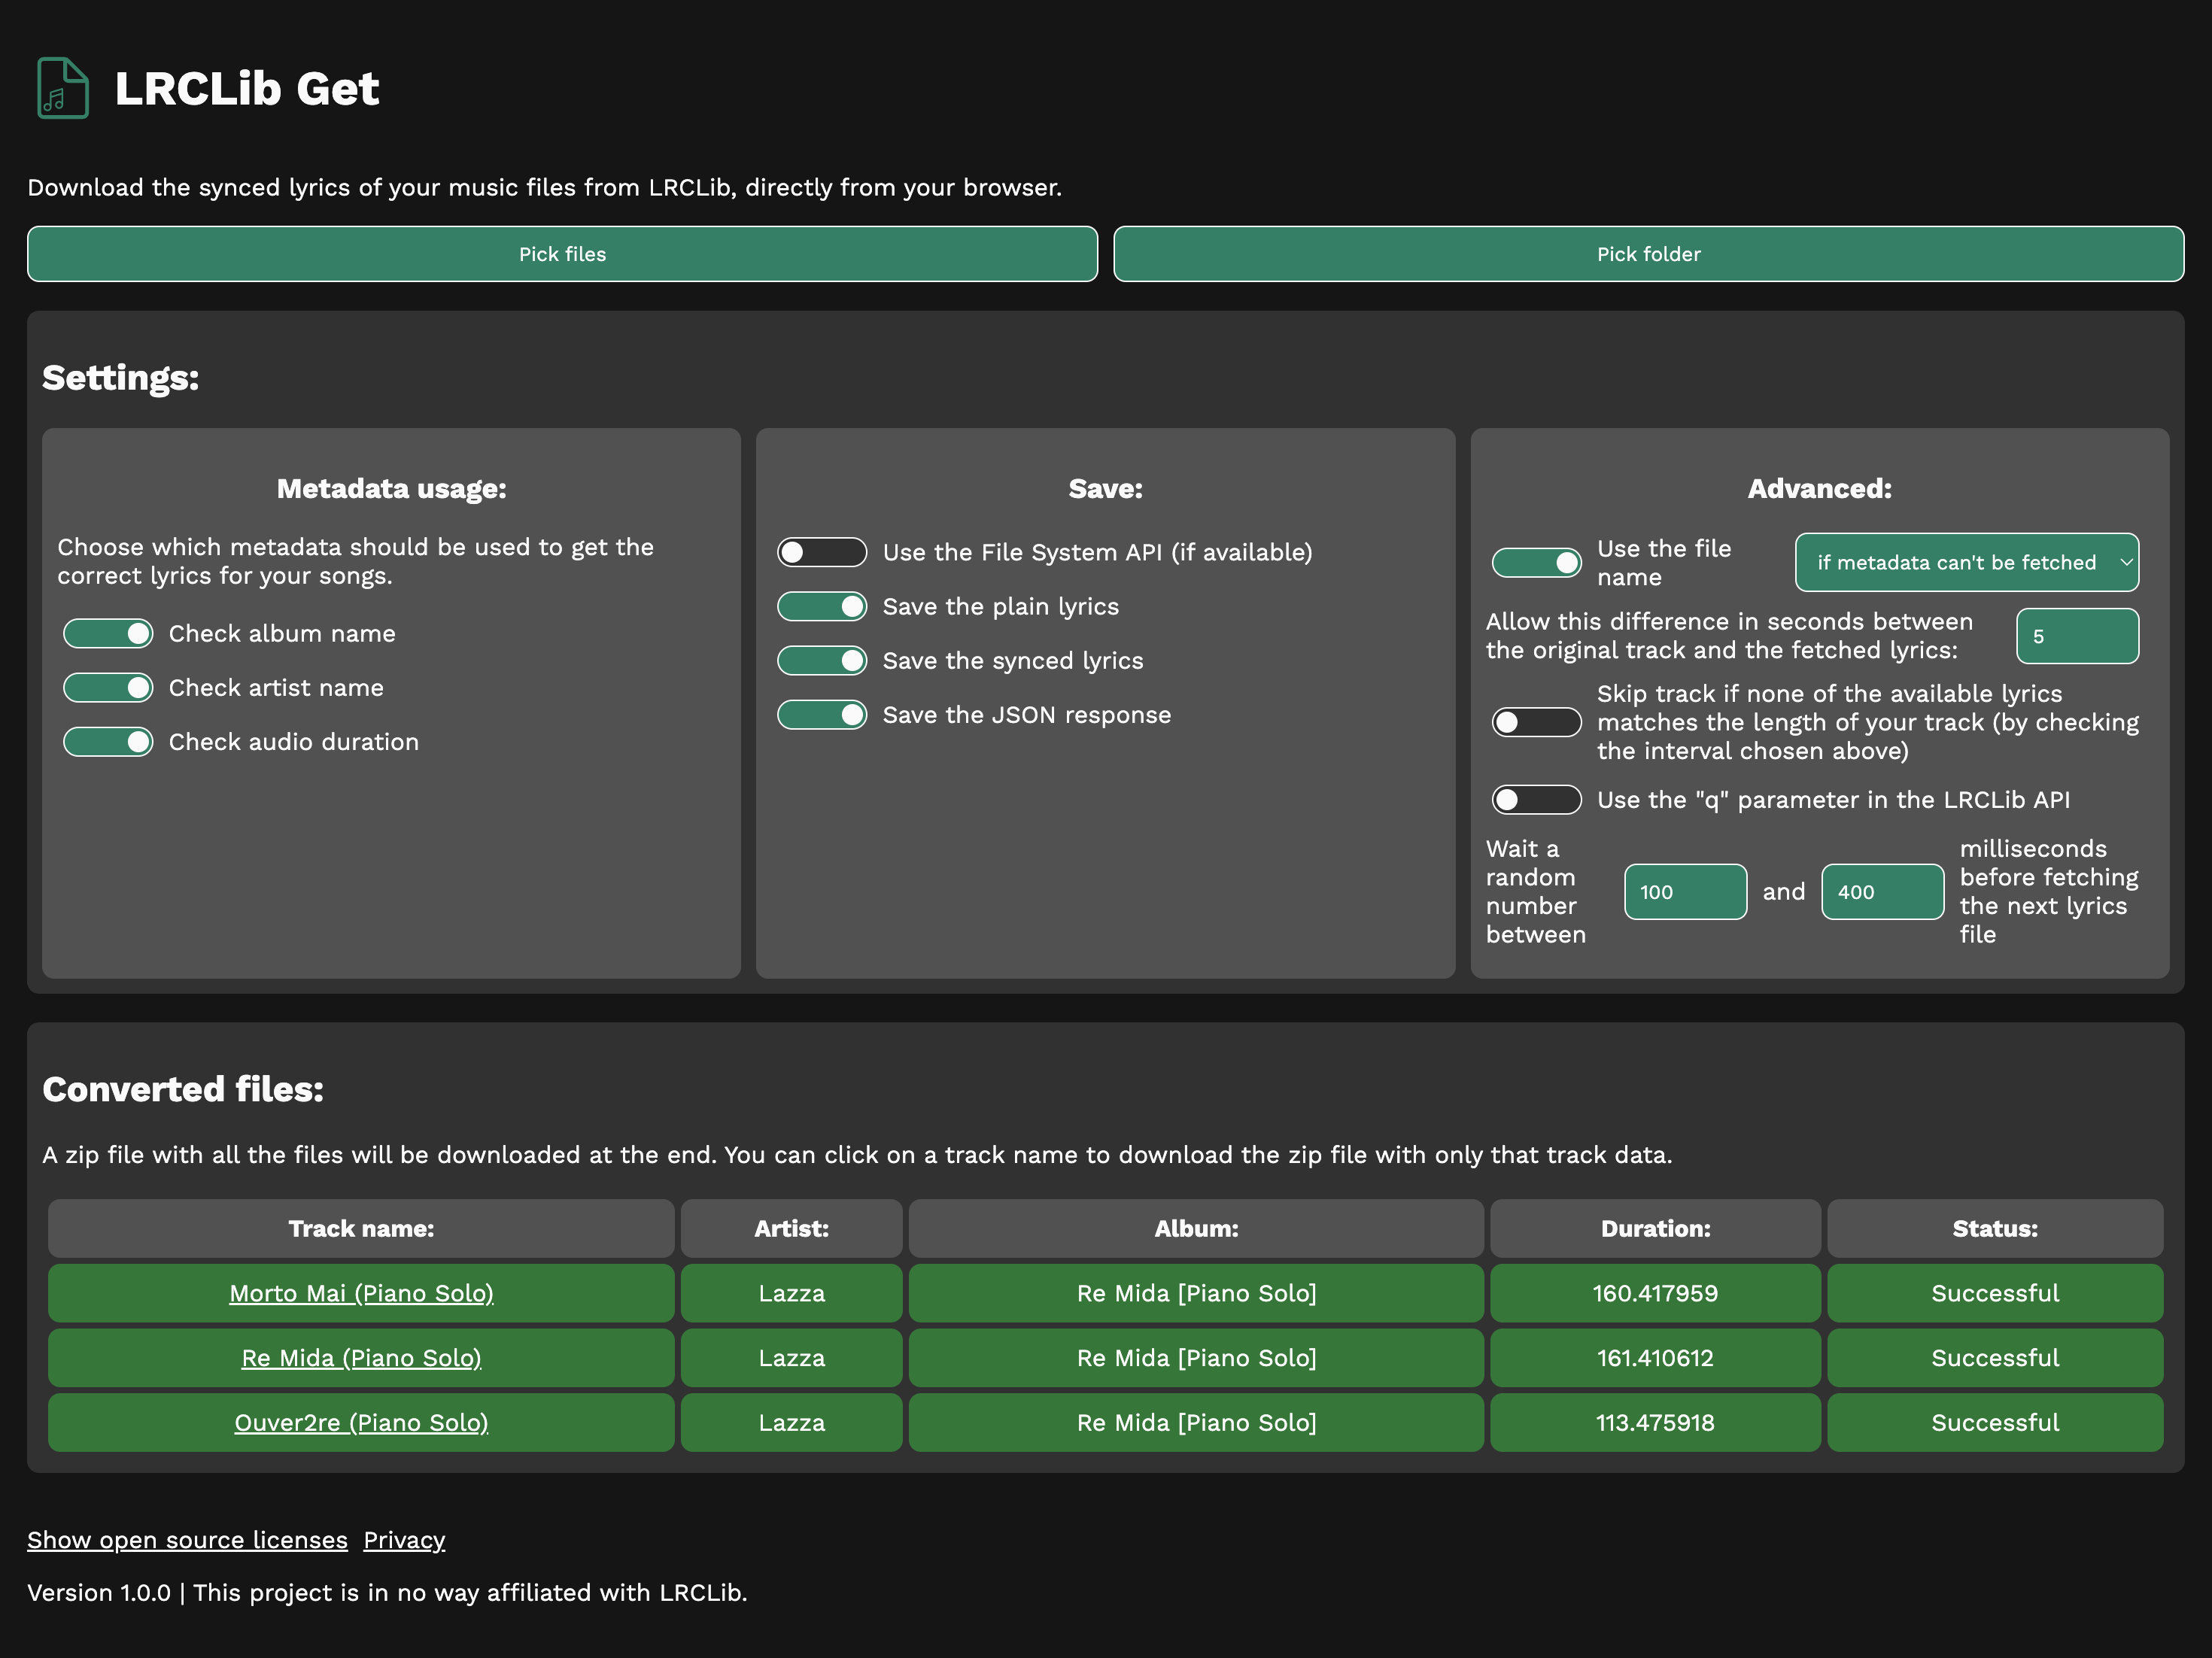 LRCLib Get
Download the synced lyrics of your music files from LRCLib, directly from your browser.
Pick files
Pick folder
Settings:
Metadata usage:
Choose which metadata should be used to get the
correct lyrics for your songs.
Check album name
Check artist name
Check audio duration
Save:
Use the File System API (if available)
Save the plain lyrics
Save the synced lyrics
Save the JSON response
Advanced:
Use the file
name
if metadata can't be fetched
Allow this difference in seconds between
the original track and the fetched lyrics:
5
Skip track if none of the available lyrics
matches the length of your track (by checking
the interval chosen above)
Use the "q" parameter in the LRCLib API
Wait a
random
number
between
100
and
400
milliseconds
before fetching
the next lyrics
file
Converted files:
A zip file with all the files will be downloaded at the end. You can click on a track name to download the zip file with only that track data.
Track name: Artist: Album: Duration: Status:
Morto Mai (Piano Solo) Lazza Re Mida [Piano Solo] 160.417959 Successful
Re Mida (Piano Solo) Lazza Re Mida [Piano Solo] 161.410612 Successful
Ouver2re (Piano Solo) Lazza Re Mida [Piano Solo] 113.475918 Successful
Show open source licenses Privacy
Version 1.0.0 | This project is in no way affiliated with LRCLib.